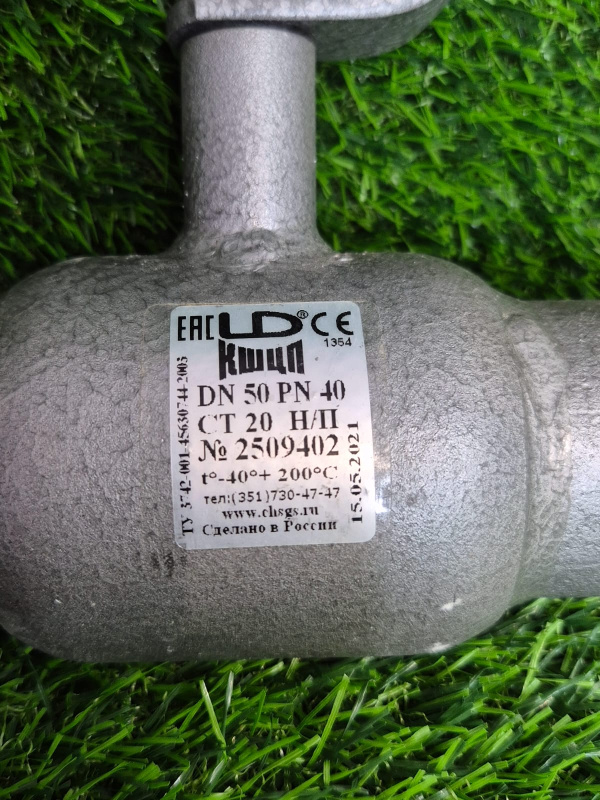 EAC LD® CE
1354
КШЦП
DN 50 PN 40
СТ 20 Н/П
№ 2509402
t°-40°+ 200°C
тел:(351)730-47-47
www.chsgs.ru
Сделано в России
ТУ 3742-001-45630744-2003
15.05.2021